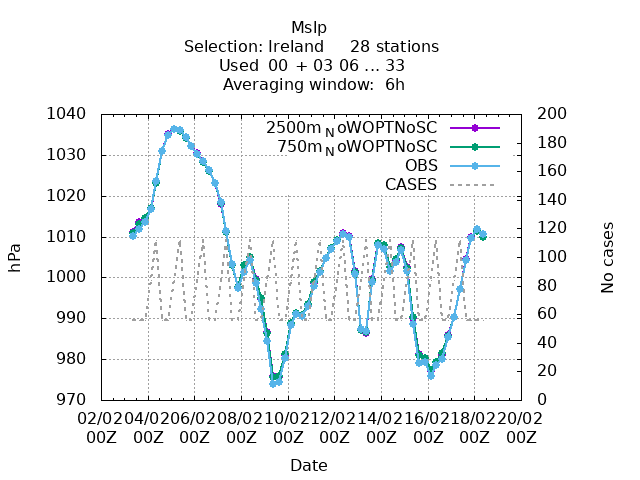 Mslp
Selection: Ireland 28 stations
Used 00 + 03 06 ... 33
Averaging window: 6h
1040 200
2500mNoWOPTNoSC
180
1030 750mNoWOPTNoSC
160
OBS
1020 CASES
140
120
1010
hPa
100
No cases
1000
80
990 60
40
980
20
970 0
02/02 04/02 06/02 08/02 10/02 12/02 14/02 16/02 18/02 20/02
00Z 00Z 00Z 00Z 00Z 00Z 00Z 00Z 00Z 00Z
Date